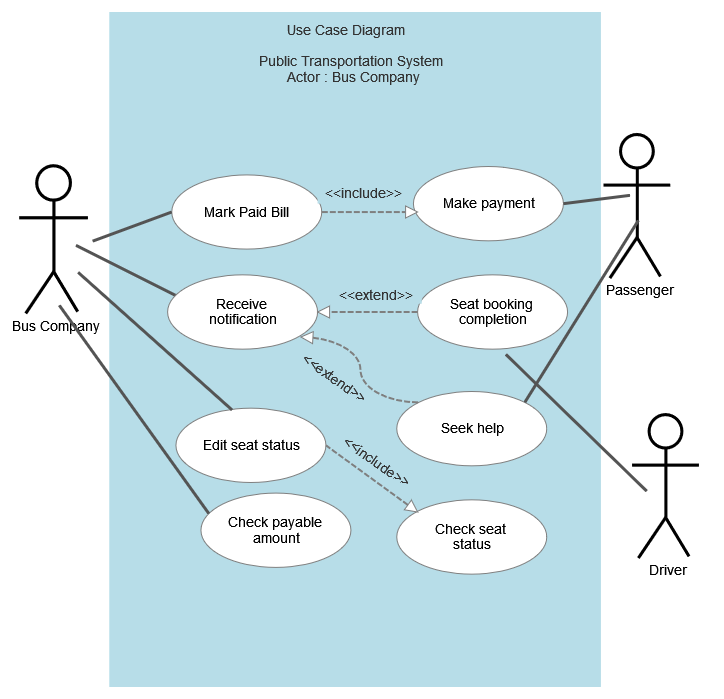 Use Case Diagram
Public Transportation System
Actor : Bus Company
Mark Paid Bill
<<include>>
Make payment
Passenger
Bus Company
Receive
notification
<<extend>>
Seat booking
completion
<<extend>>
Seek help
Edit seat status
<<include>>
Check payable
amount
Check seat
status
Driver